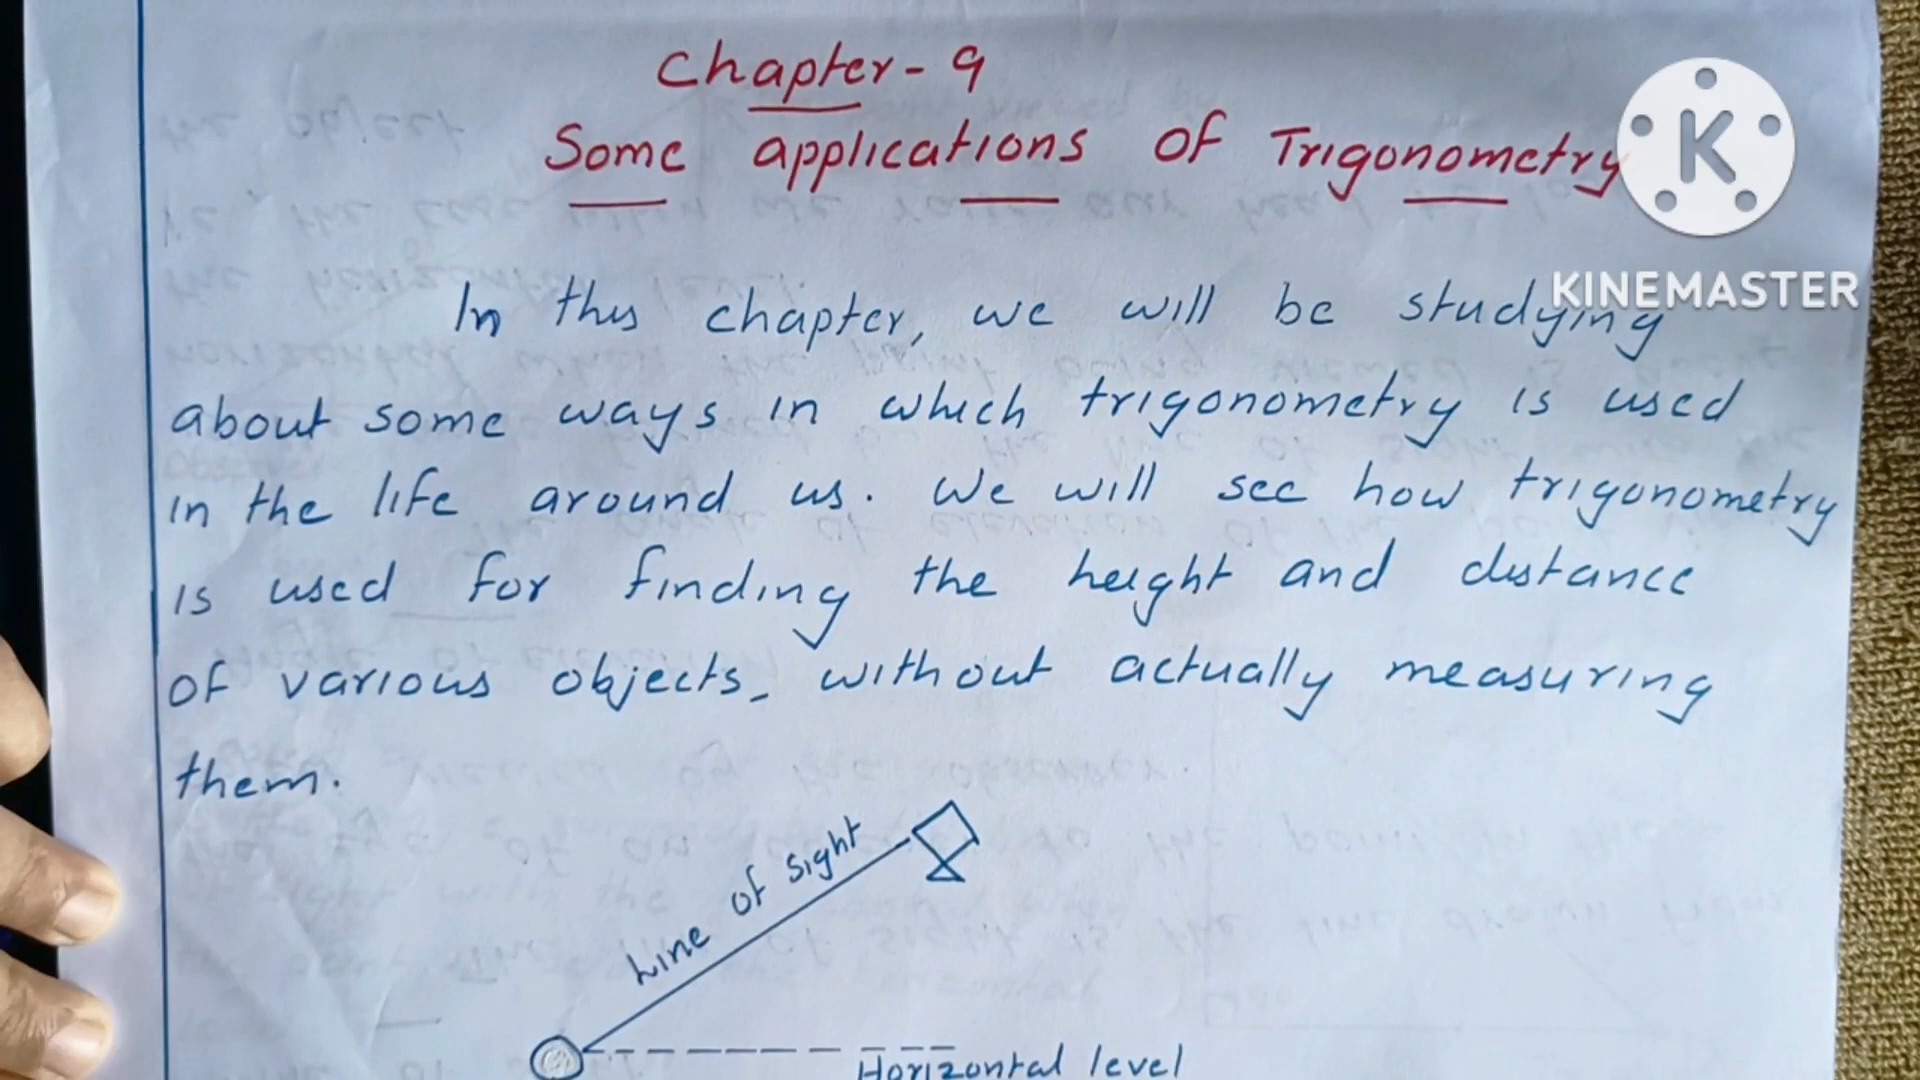 Chapter - 9
Some applications of Trigonometry
K
KINEMASTER
In this chapter, we will be studying
about some ways in which trigonometry is used
in the life around us. We will see how trigonometry
is used for finding the height and distance
of various objects, without actually measuring
them.
Line of sight
Horizontal level